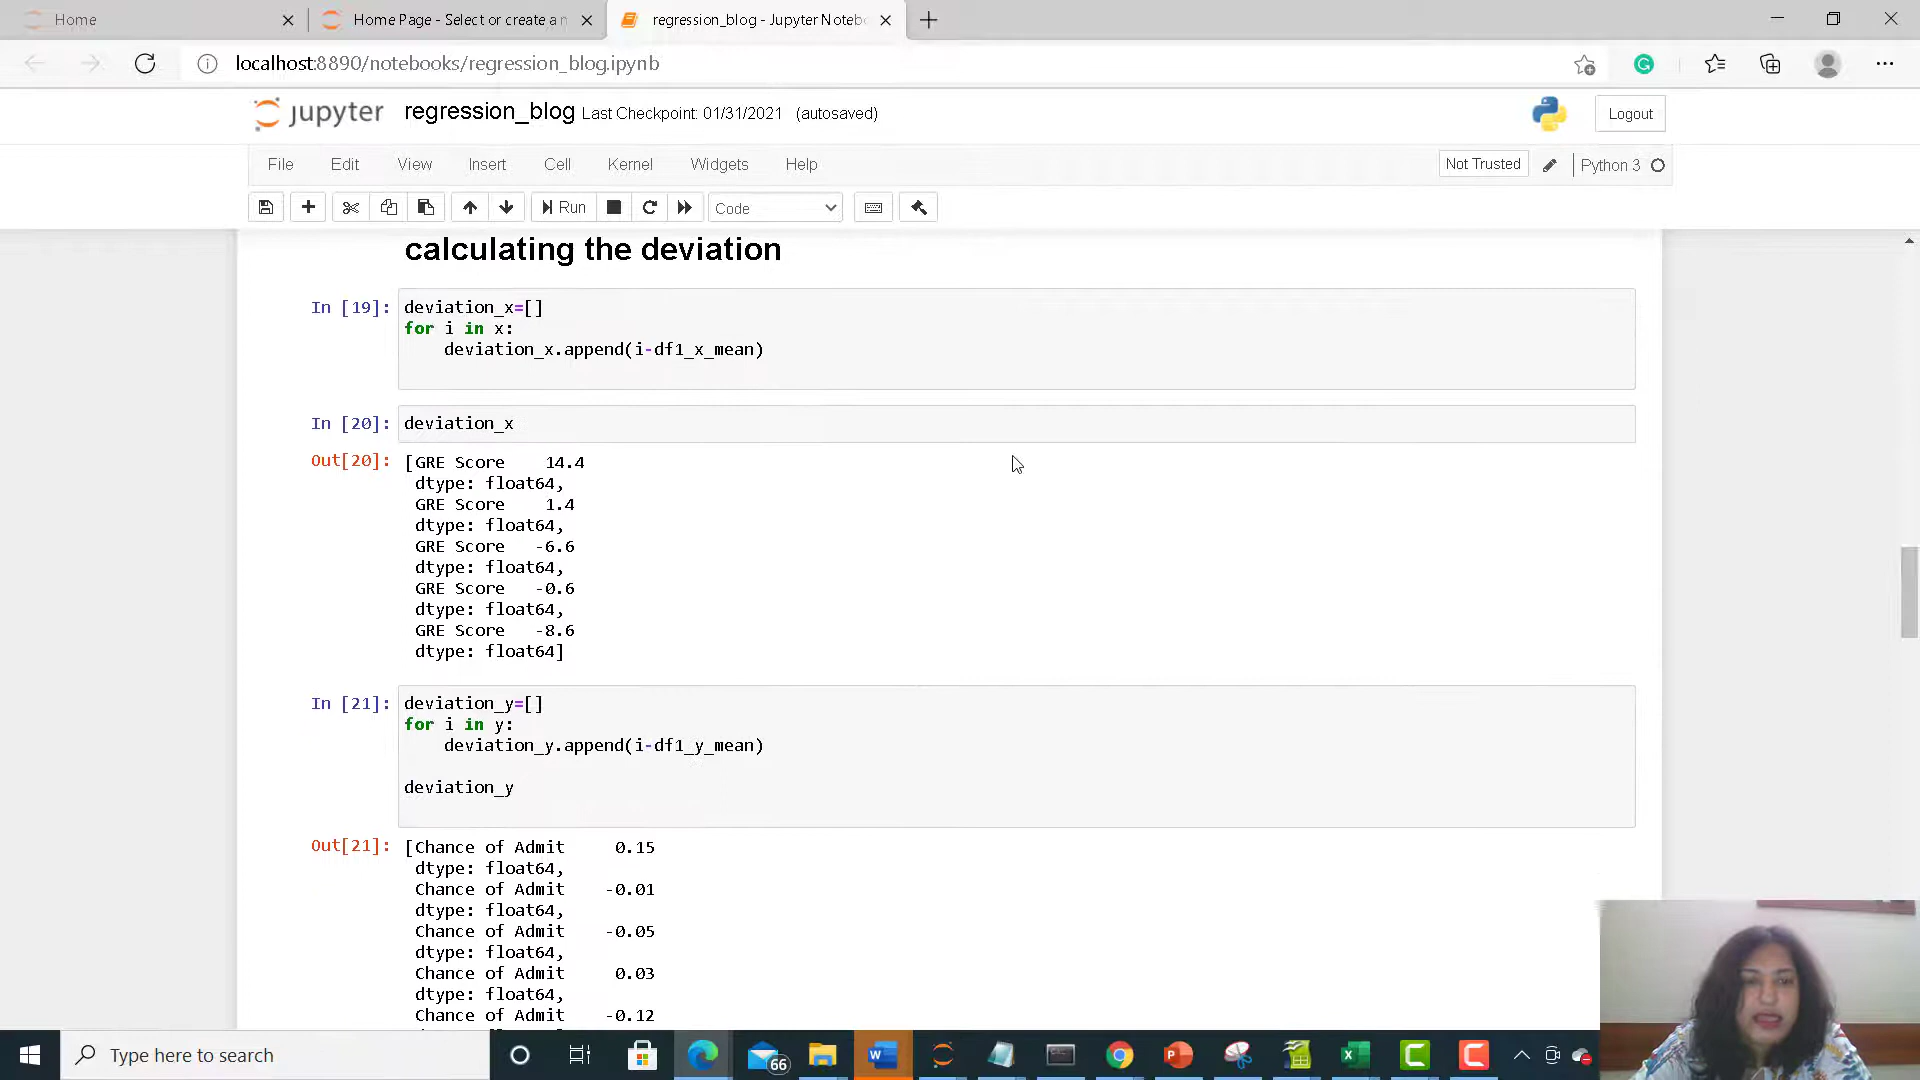 Home
Home Page - Select or create a n
regression_blog - Jupyter Noteb
localhost:8890/notebooks/regression_blog.ipynb
jupyter regression_blog Last Checkpoint: 01/31/2021 (autosaved)
Logout
File Edit View Insert Cell Kernel Widgets Help
Not Trusted Python 3
Run Code
calculating the deviation
In [19]: deviation_x=[]
for i in x:
deviation_x.append(i-df1_x_mean)
In [20]: deviation_x
Out[20]: [GRE Score 14.4
dtype: float64,
GRE Score 1.4
dtype: float64,
GRE Score -6.6
dtype: float64,
GRE Score -0.6
dtype: float64,
GRE Score -8.6
dtype: float64]
In [21]: deviation_y=[]
for i in y:
deviation_y.append(i-df1_y_mean)
deviation_y
Out[21]: [Chance of Admit 0.15
dtype: float64,
Chance of Admit -0.01
dtype: float64,
Chance of Admit -0.05
dtype: float64,
Chance of Admit 0.03
dtype: float64,
Chance of Admit -0.12
Type here to search
66